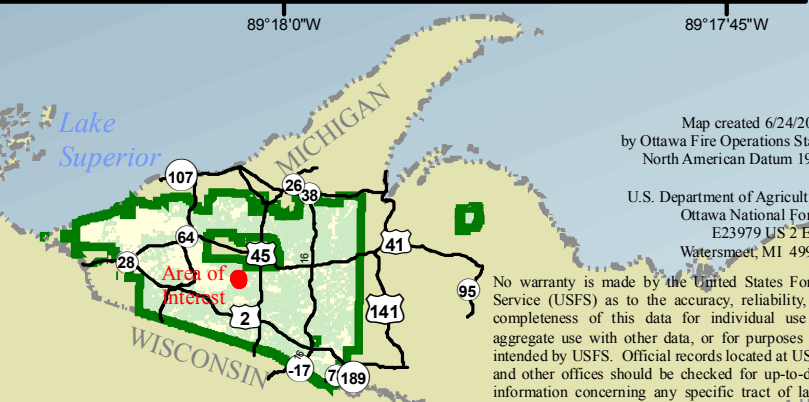 89°18'0"W
89°17'45"W
Lake
Superior
MICHIGAN
107
26
38
64
45
41
28
Area of
Interest
16
95
2
141
WISCONSIN
16
-17
7
189
Map created 6/24/20
by Ottawa Fire Operations Sta
North American Datum 19
U.S. Department of Agricult
Ottawa National For
E23979 US 2 E
Watersmeet, MI 499
No warranty is made by the United States For
Service (USFS) as to the accuracy, reliability,
completeness of this data for individual use
aggregate use with other data, or for purposes
intended by USFS. Official records located at US
and other offices should be checked for up-to-d
information concerning any specific tract of la